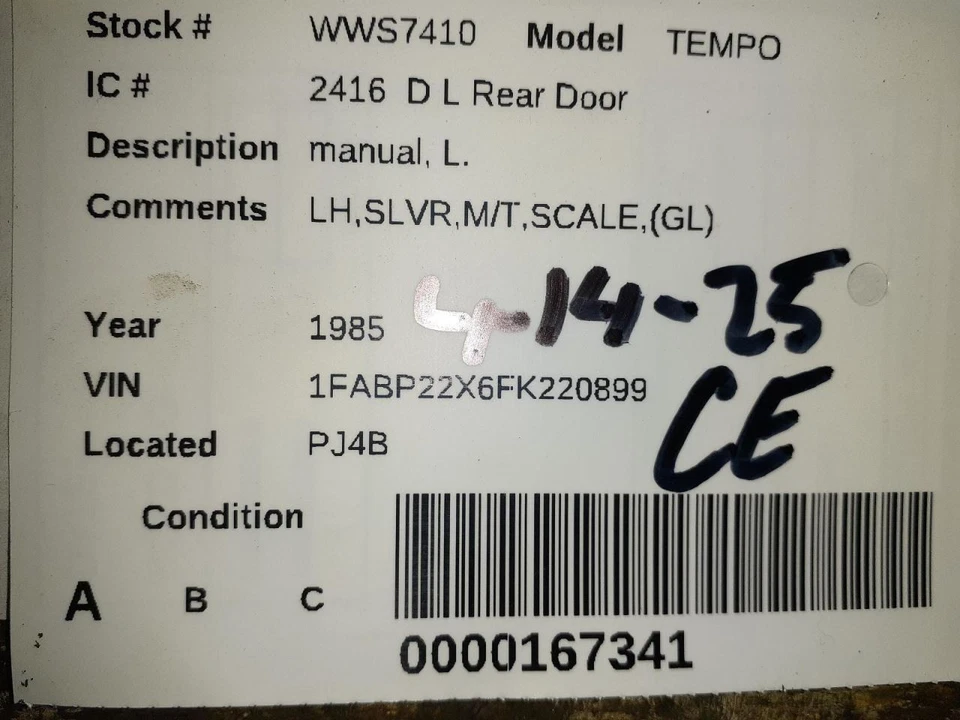 Stock # WWS7410 Model TEMPO
IC # 2416 D L Rear Door
Description manual, L.
Comments LH,SLVR,M/T,SCALE,(GL)
4-14-25
Year 1985
VIN 1FABP22X6FK220899
CE
Located PJ4B
Condition
A B C
0000167341